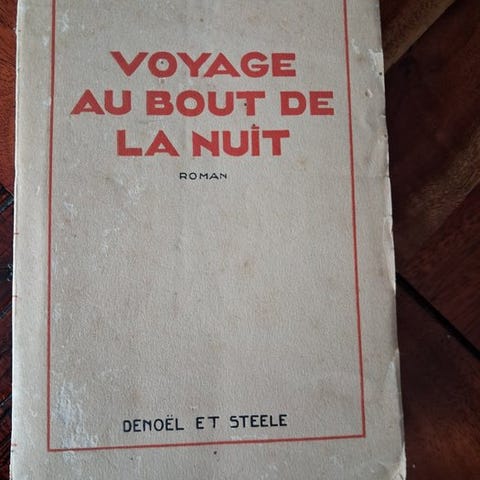 VOYAGE
AU BOUT DE
LA NUIT
ROMAN
DENOËL ET STEELE